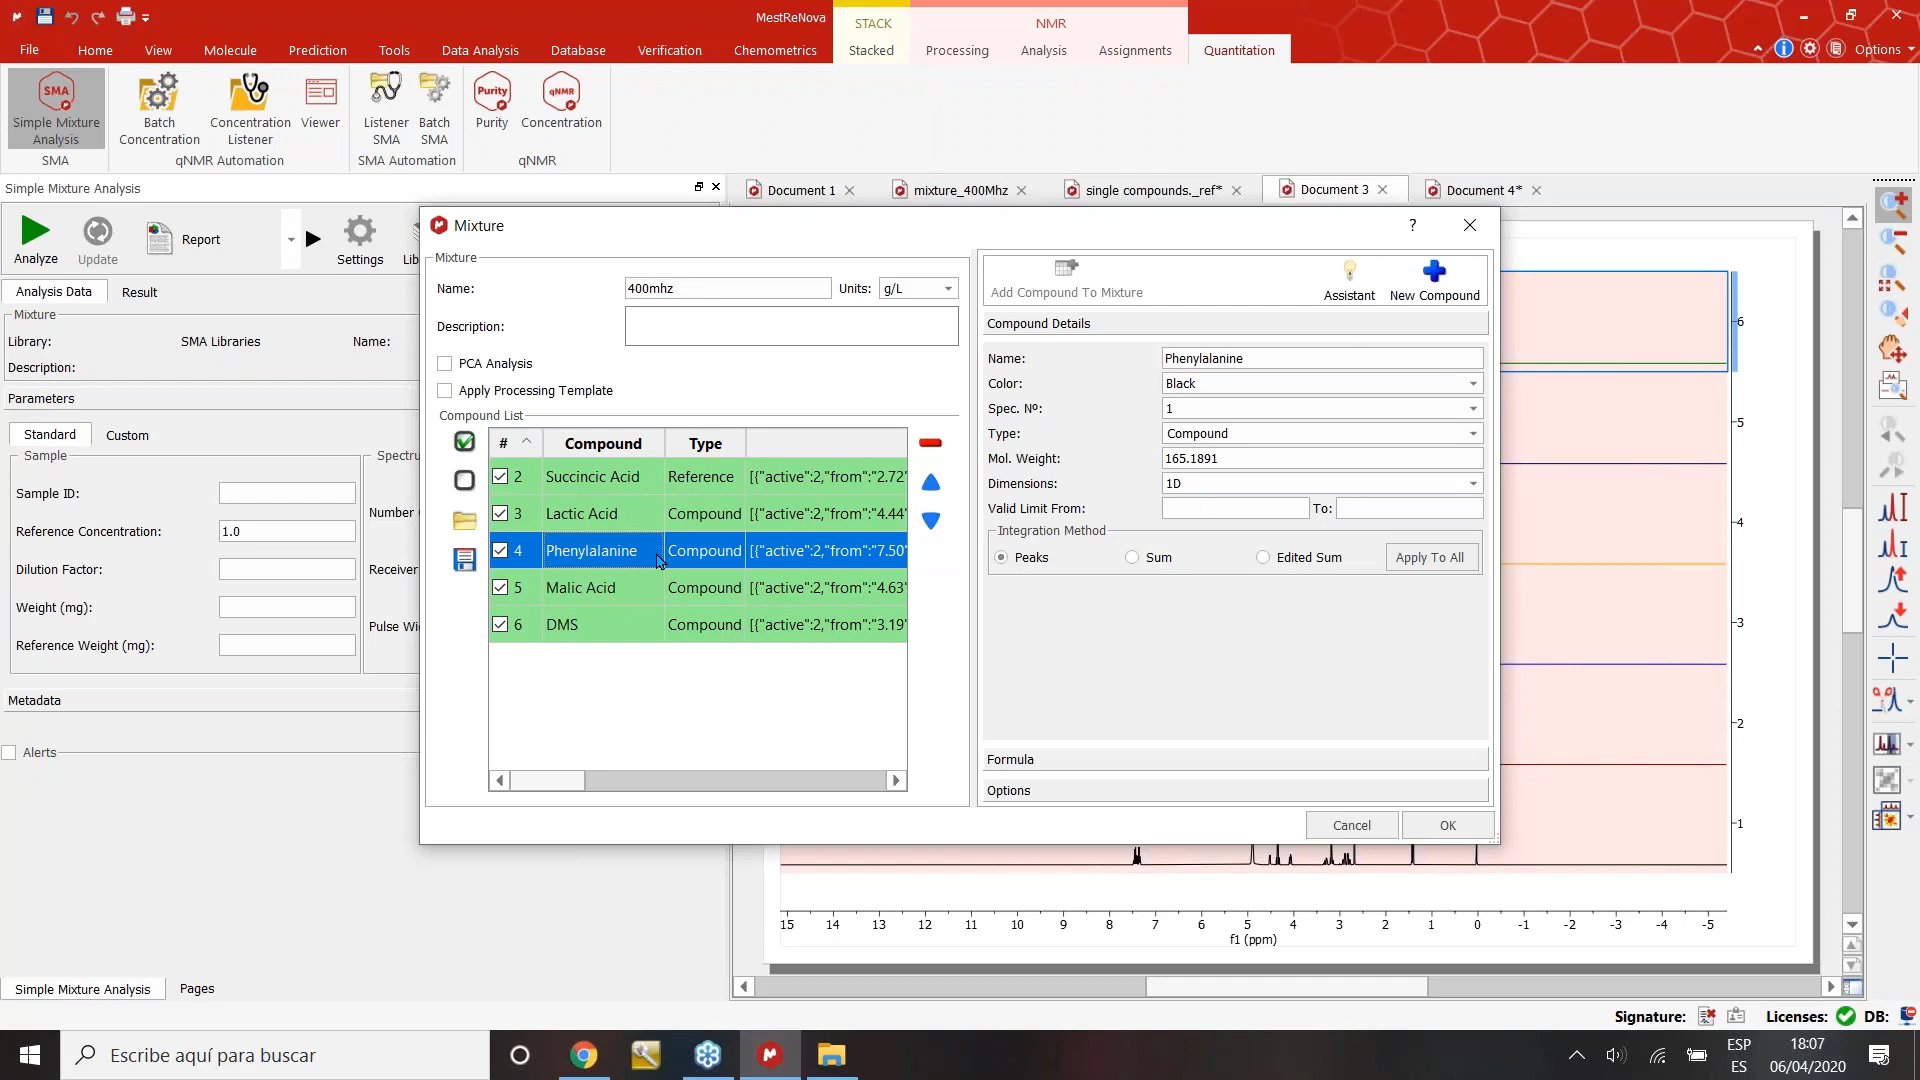 MestReNova
STACK
NMR
File
Home
View
Molecule
Prediction
Tools
Data Analysis
Database
Verification
Chemometrics
Stacked
Processing
Analysis
Assignments
Quantitation
Options
SMA
Simple Mixture
Analysis
SMA
Batch
Concentration
Concentration
Listener
Viewer
qNMR Automation
Listener
SMA
Batch
SMA
SMA Automation
Purity
Purity
qNMR
Concentration
qNMR
Simple Mixture Analysis
Document 1
mixture_400Mhz
single compounds._ref*
Document 3
Document 4*
Analyze
Update
Report
Settings
Lib
Analysis Data
Result
Mixture
Library:
SMA Libraries
Name:
Description:
Parameters
Standard
Custom
Sample
Spectru
Sample ID:
Number
Reference Concentration:
1.0
Dilution Factor:
Receiver
Weight (mg):
Pulse Wi
Reference Weight (mg):
Metadata
Alerts
Simple Mixture Analysis
Pages
Mixture
?
Mixture
Name:
400mhz
Units:
g/L
Description:
PCA Analysis
Apply Processing Template
Compound List
#
Compound
Type
2
Succinic Acid
Reference
[{"active":2,"from":"2.72"
3
Lactic Acid
Compound
[{"active":2,"from":"4.44"
4
Phenylalanine
Compound
[{"active":2,"from":"7.50"
5
Malic Acid
Compound
[{"active":2,"from":"4.63"
6
DMS
Compound
[{"active":2,"from":"3.19"
Add Compound To Mixture
Assistant
New Compound
Compound Details
Name:
Phenylalanine
Color:
Black
Spec. Nº:
1
Type:
Compound
Mol. Weight:
165.1891
Dimensions:
1D
Valid Limit From:
To:
Integration Method
Peaks
Sum
Edited Sum
Apply To All
Formula
Options
Cancel
OK
6
5
4
3
2
1
15 14 13 12 11 10 9 8 7 6 5 4 3 2 1 0 -1 -2 -3 -4 -5
f1 (ppm)
Signature:
Licenses:
DB:
Escribe aquí para buscar
ESP
ES
18:07
06/04/2020